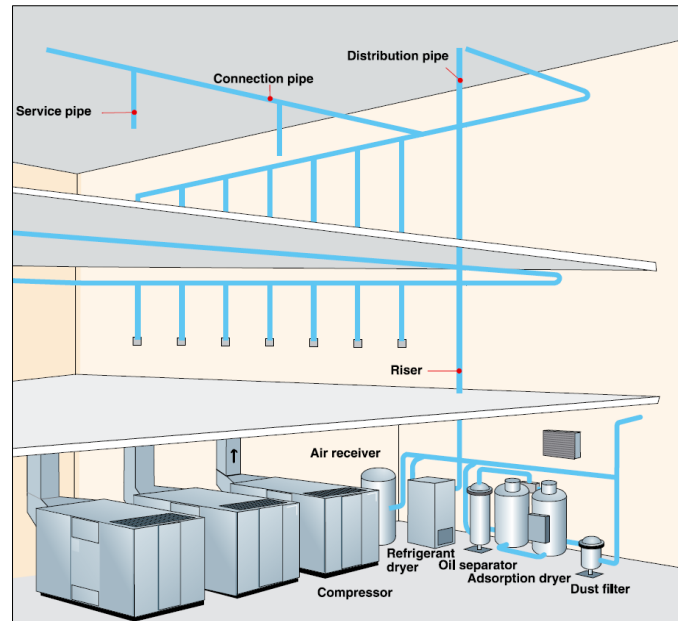 Distribution pipe
Connection pipe
Service pipe
Riser
Air receiver
Refrigerant
dryer
Oil separator
Adsorption dryer
Compressor
Dust filter